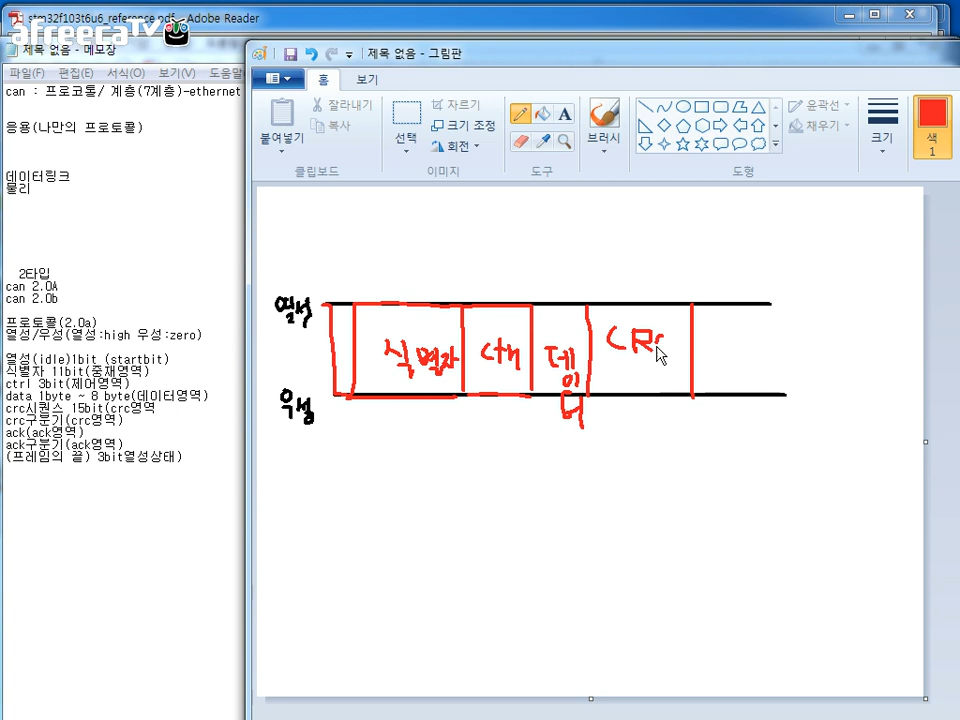 stm32f103t6u6_reference.pdf - Adobe Reader
afreecaTV
제목 없음 - 메모장
파일(F) 편집(E) 서식(O) 보기(V) 도움말
can : 프로코통/ 계층(7계층)-ethernet
응용(나만의 프로토콜)
데이터링크
물리
2타입
can 2.0A
can 2.0b
프로토콜(2.0a)
열성/우성(열성:high 우성:zero)
열성(idle)1bit (startbit)
식별자 11bit(중재영역)
ctrl 3bit(제어영역)
data 1byte ~ 8 byte(데이터영역)
crc시퀀스 15bit(crc영역
crc구분기(crc영역)
ack(ack영역)
ack구분기(ack영역)
(프레임의 끝) 3bit열성상태)
제목 없음 - 그림판
홈 보기
붙여넣기
잘라내기
복사
클립보드
선택
자르기
크기 조정
회전
이미지
A
도구
브러시
윤곽선
채우기
도형
크기
색
1
열성
식별자
데이터
CRc
우성